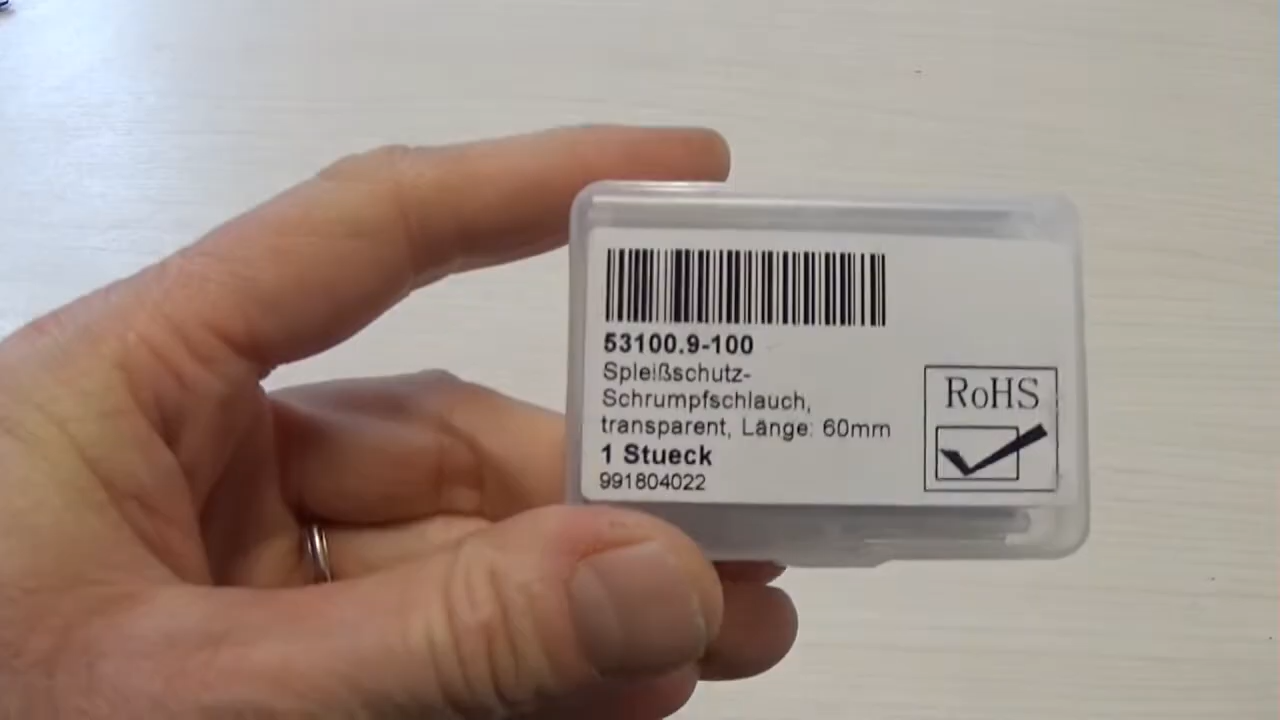 53100.9-100
Spleißschutz-
Schrumpfschlauch,
transparent, Länge: 60mm
1 Stueck
991804022
RoHS